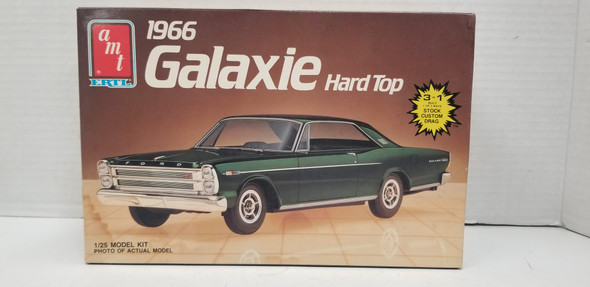 amt
ERTL
1966
Galaxie Hard Top
3 in 1
STOCK
CUSTOM
DRAG
FORD
1/25 MODEL KIT
PHOTO OF ACTUAL MODEL